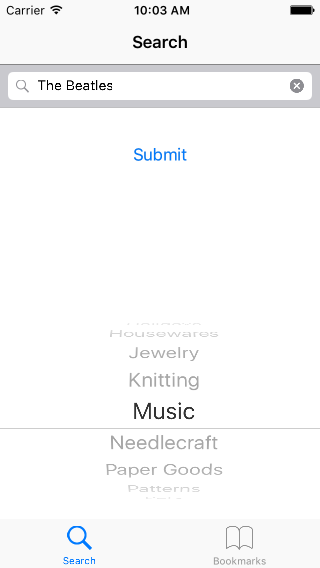 Carrier 10:03 AM
Search
The Beatles
Submit
Housewares
Jewelry
Knitting
Music
Needlecraft
Paper Goods
Patterns
Search Bookmarks